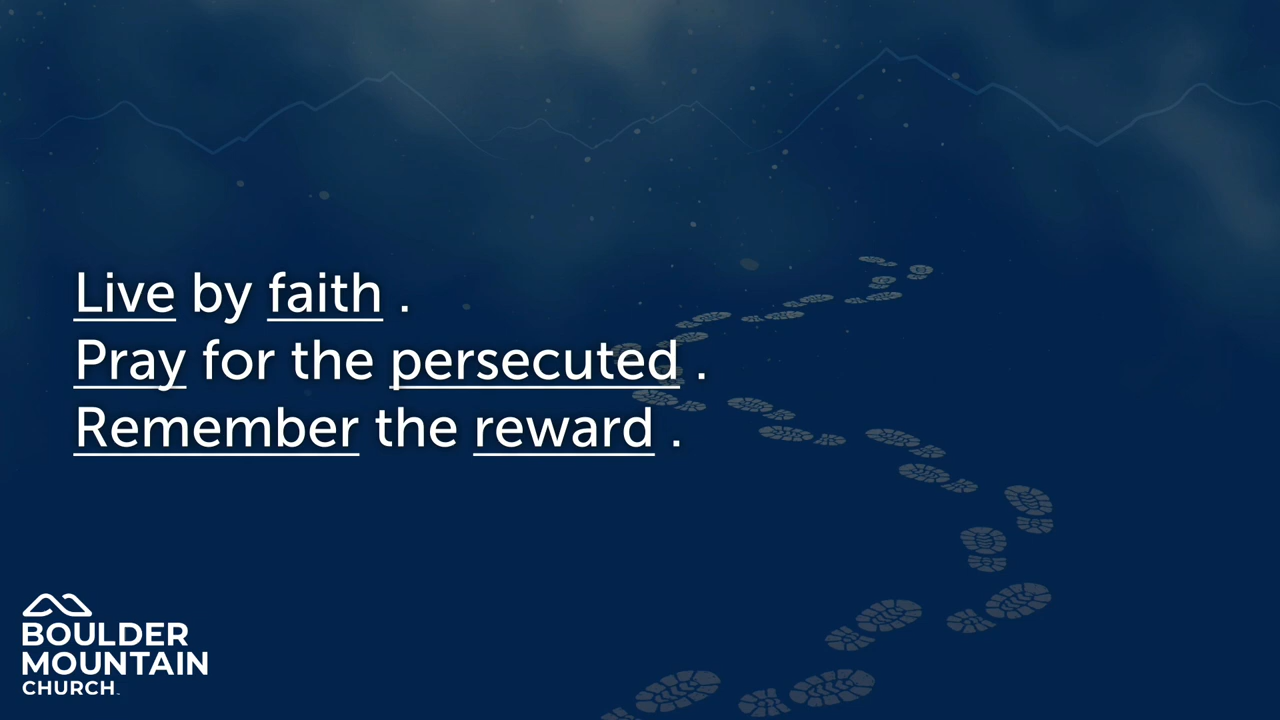 Live by faith .
Pray for the persecuted .
Remember the reward .
BOULDER
MOUNTAIN
CHURCH